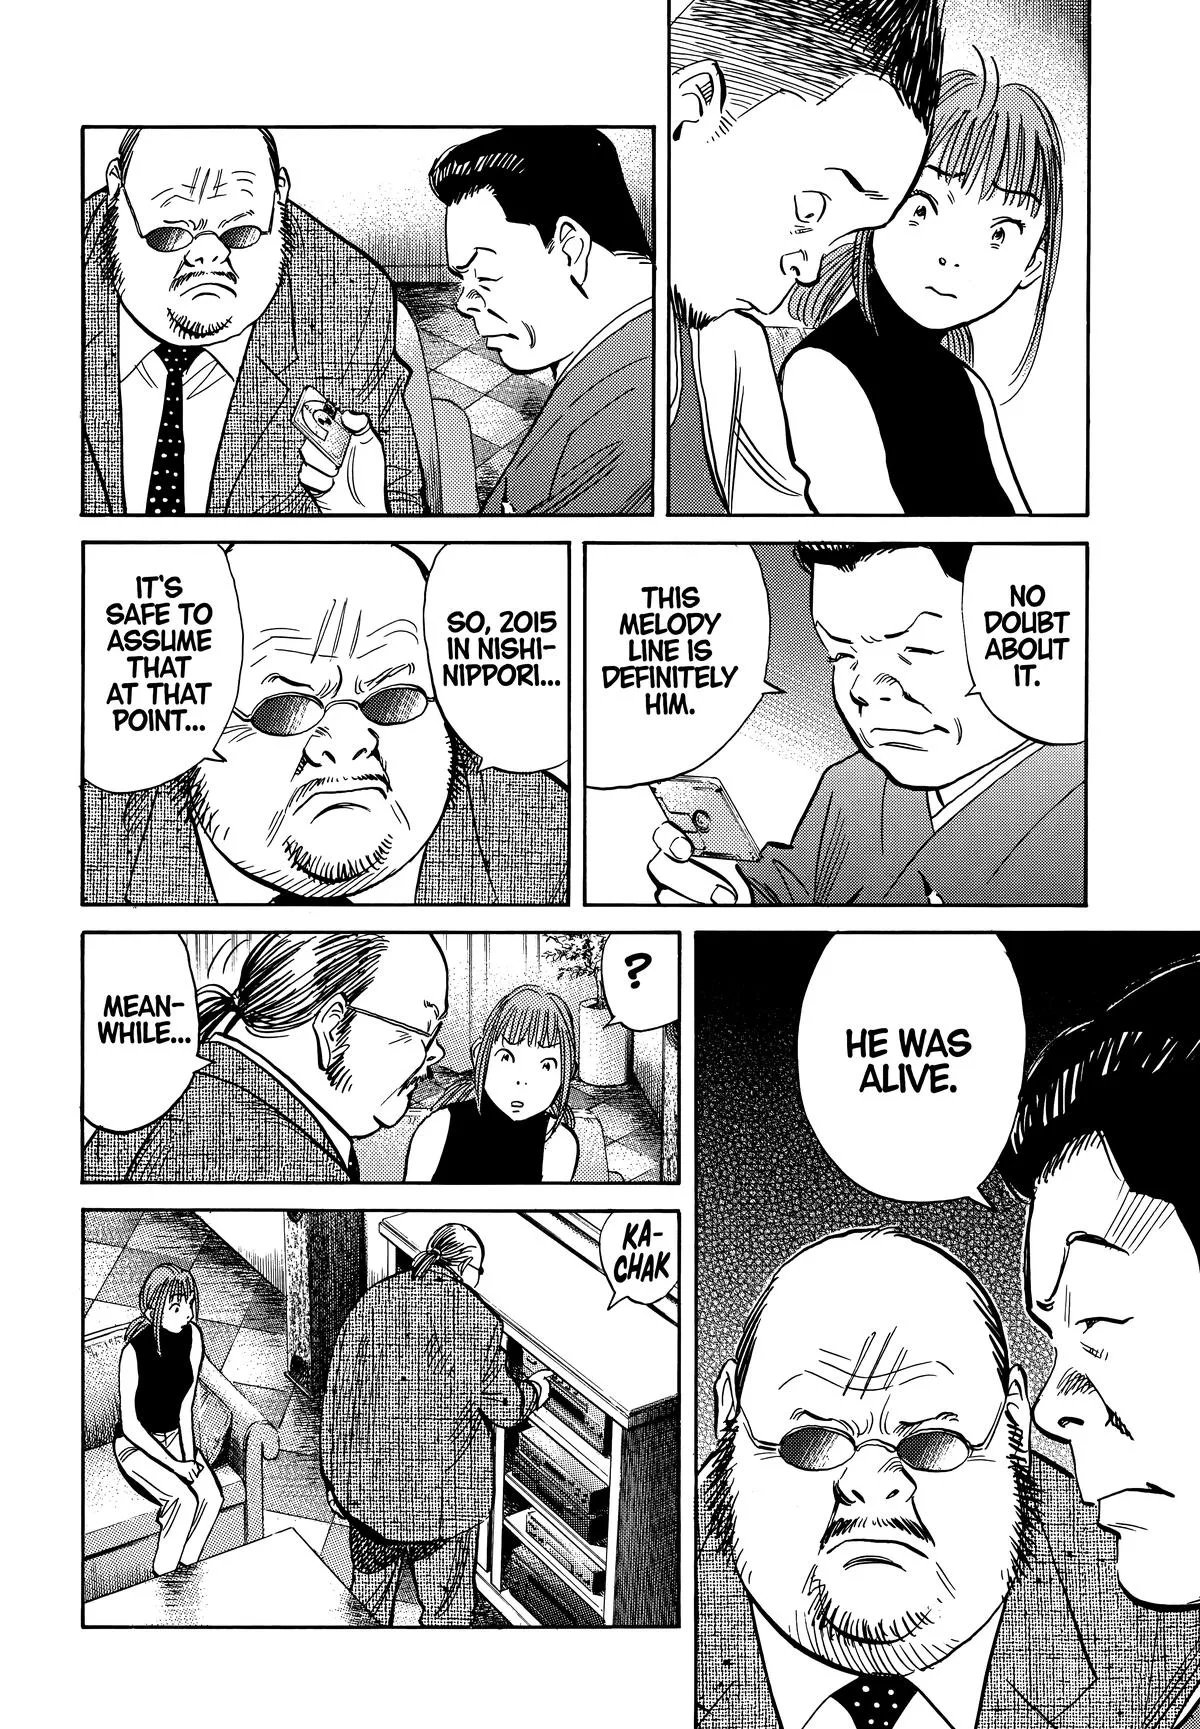 NO
DOUBT
ABOUT
IT.
THIS
MELODY
LINE IS
DEFINITELY
HIM.
SO, 2015
IN NISHI-
NIPPORI...
IT'S
SAFE TO
ASSUME
THAT
AT THAT
POINT...
HE WAS
ALIVE.
?
MEAN-
WHILE...
KA-
CHAK